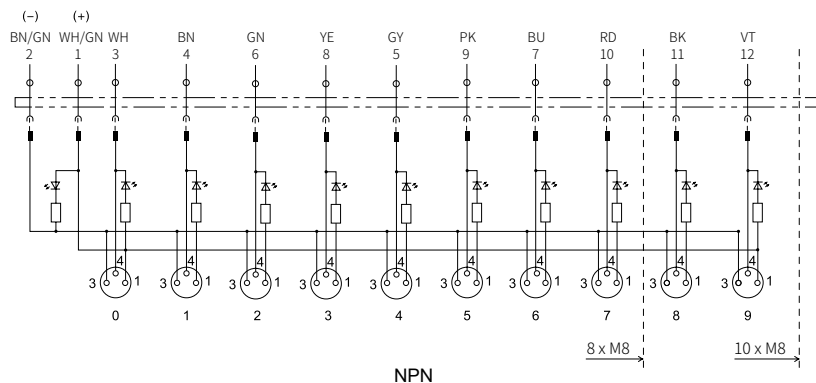 (−) (+)
BN/GN WH/GN WH BN GN YE GY PK BU RD BK VT
2 1 3 4 6 8 5 9 7 10 11 12
4 4 4 4 4 4 4 4 4 4
3 1 3 1 3 1 3 1 3 1 3 1 3 1 3 1 3 1 3 1
0 1 2 3 4 5 6 7 8 9
8 x M8 10 x M8
NPN